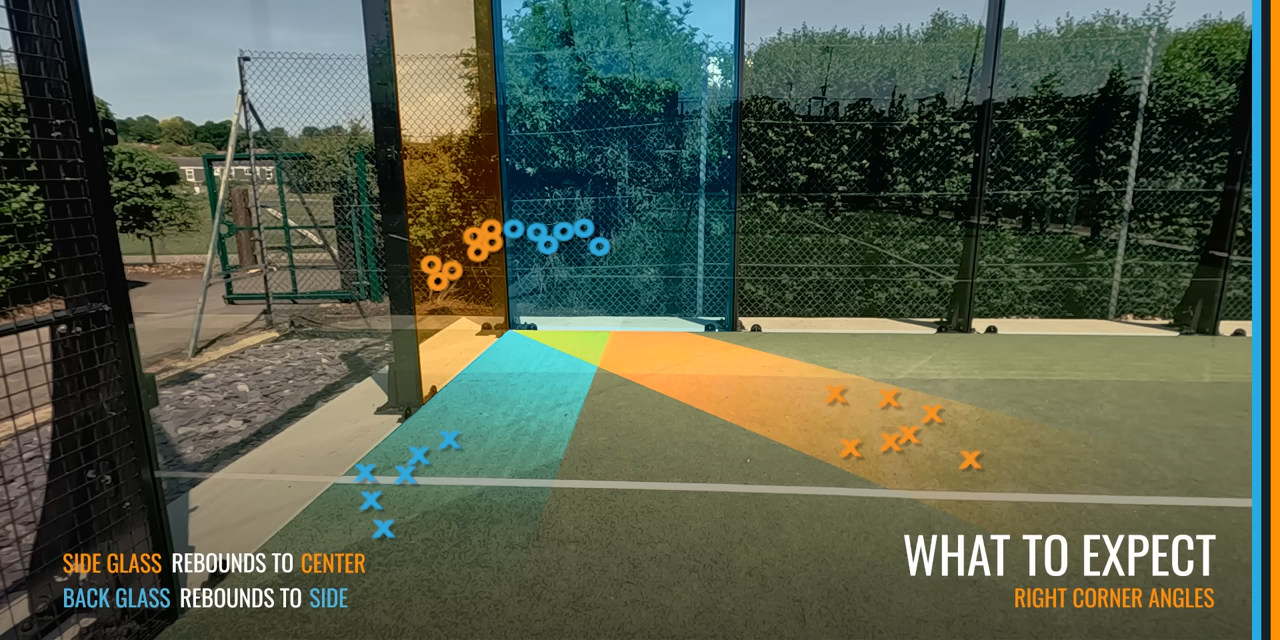 SIDE GLASS REBOUNDS TO CENTER
BACK GLASS REBOUNDS TO SIDE
WHAT TO EXPECT
RIGHT CORNER ANGLES